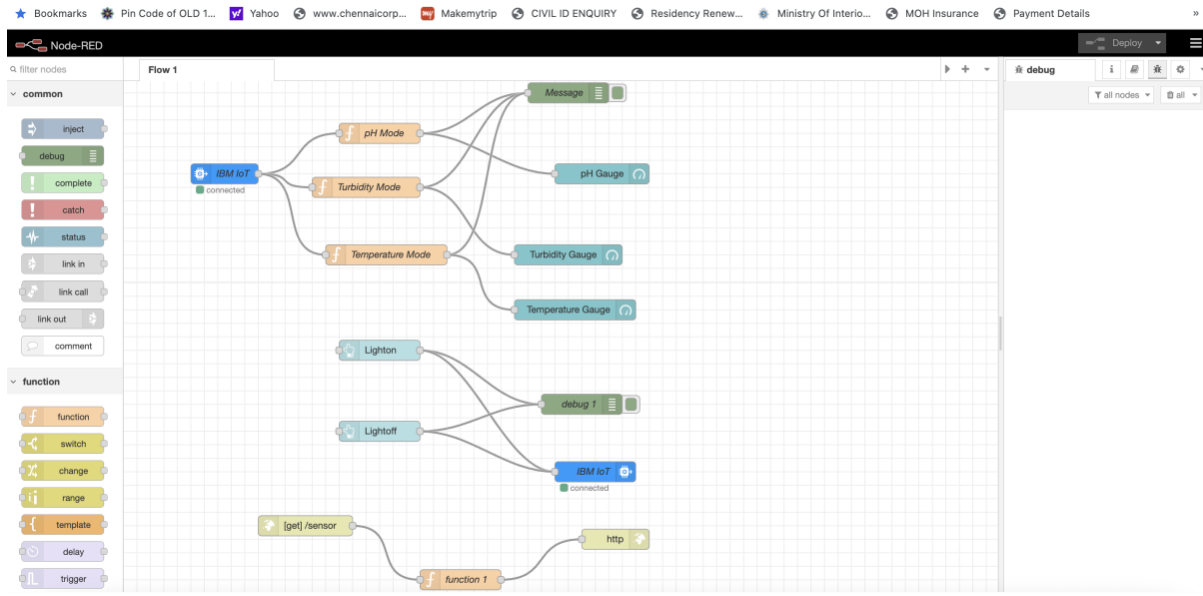 Bookmarks Pin Code of OLD 1... Yahoo www.chennaicorp... Makemytrip CIVIL ID ENQUIRY Residency Renew... Ministry Of Interio... MOH Insurance Payment Details »
Node-RED Deploy
filter nodes
Flow 1
debug
i
all nodes
all
common
inject
debug
complete
catch
status
link in
link call
link out
comment
function
function
switch
change
range
template
delay
trigger
Message
pH Mode
IBM IoT
connected
Turbidity Mode
Temperature Mode
pH Gauge
Turbidity Gauge
Temperature Gauge
Lighton
debug 1
Lightoff
IBM IoT
connected
[get] /sensor
http
function 1